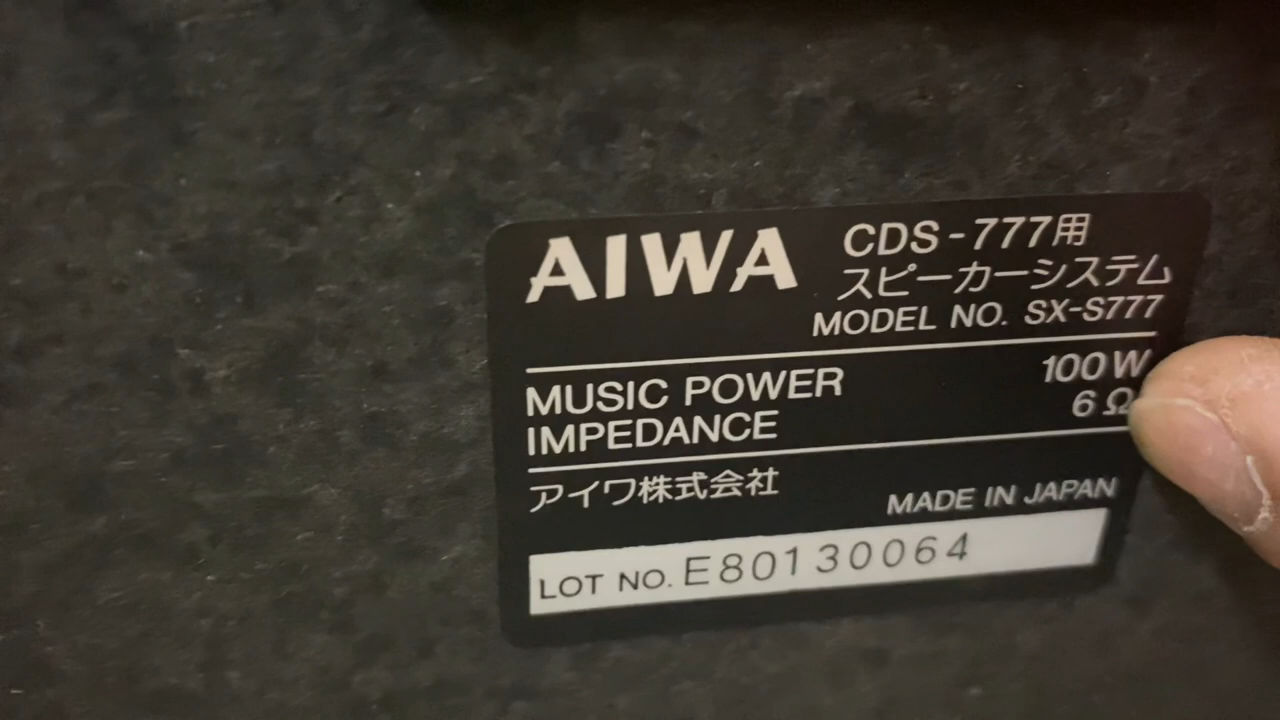 AIWA
CDS-777用
スピーカーシステム
MODEL NO. SX-S777
MUSIC POWER 100W
IMPEDANCE 6Ω
アイワ株式会社
MADE IN JAPAN
LOT NO. E80130064